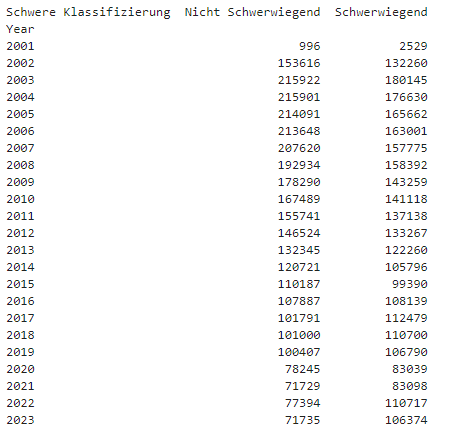 Schwere Klassifizierung  Nicht Schwerwiegend  Schwerwiegend
Year
2001  996  2529
2002  153616  132260
2003  215922  180145
2004  215901  176630
2005  214091  165662
2006  213648  163001
2007  207620  157775
2008  192934  158392
2009  178290  143259
2010  167489  141118
2011  155741  137138
2012  146524  133267
2013  132345  122260
2014  120721  105796
2015  110187  99390
2016  107887  108139
2017  101791  112479
2018  101000  110700
2019  100407  106790
2020  78245  83039
2021  71729  83098
2022  77394  110717
2023  71735  106374